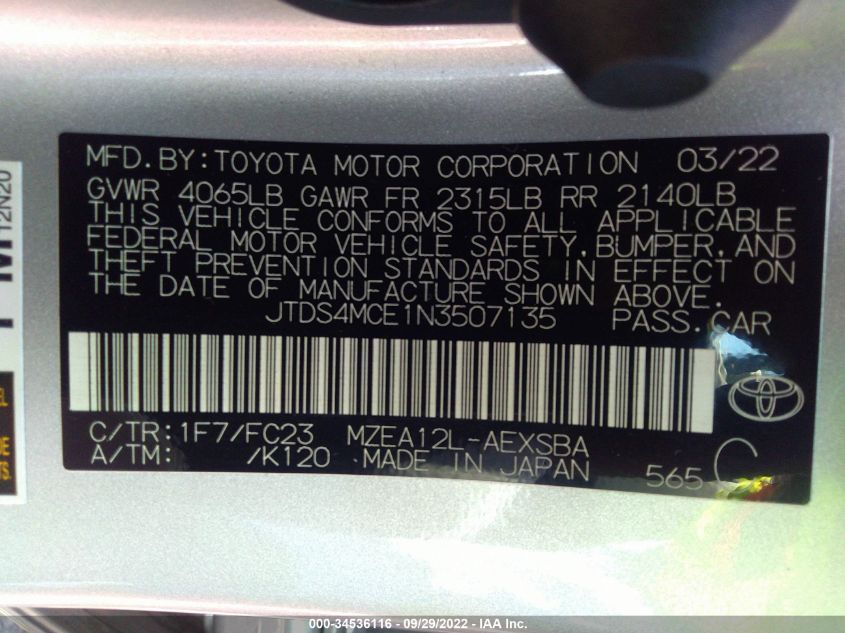 MFD.BY:TOYOTA MOTOR CORPORATION 03/22
GVWR 4065LB GAWR FR 2315LB RR 2140LB
THIS VEHICLE CONFORMS TO ALL APPLICABLE
FEDERAL MOTOR VEHICLE SAFETY,BUMPER,AND
THEFT PREVENTION STANDARDS IN EFFECT ON
THE DATE OF MANUFACTURE SHOWN ABOVE.
JTDS4MCE1N3507135 PASS.CAR
C/TR:1F7/FC23 MZEA12L-AEXSBA
A/TM: /K120 MADE IN JAPAN 565 C
12N20
000-34536116 - 09/29/2022 - IAA Inc.